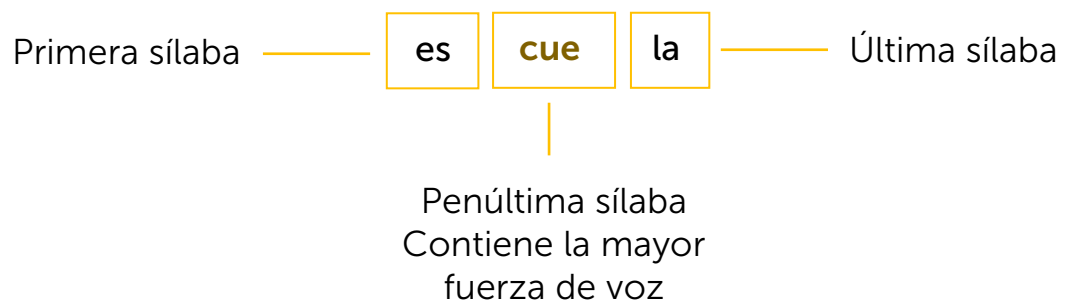 Primera sílaba es cue la Última sílaba
Penúltima sílaba
Contiene la mayor
fuerza de voz